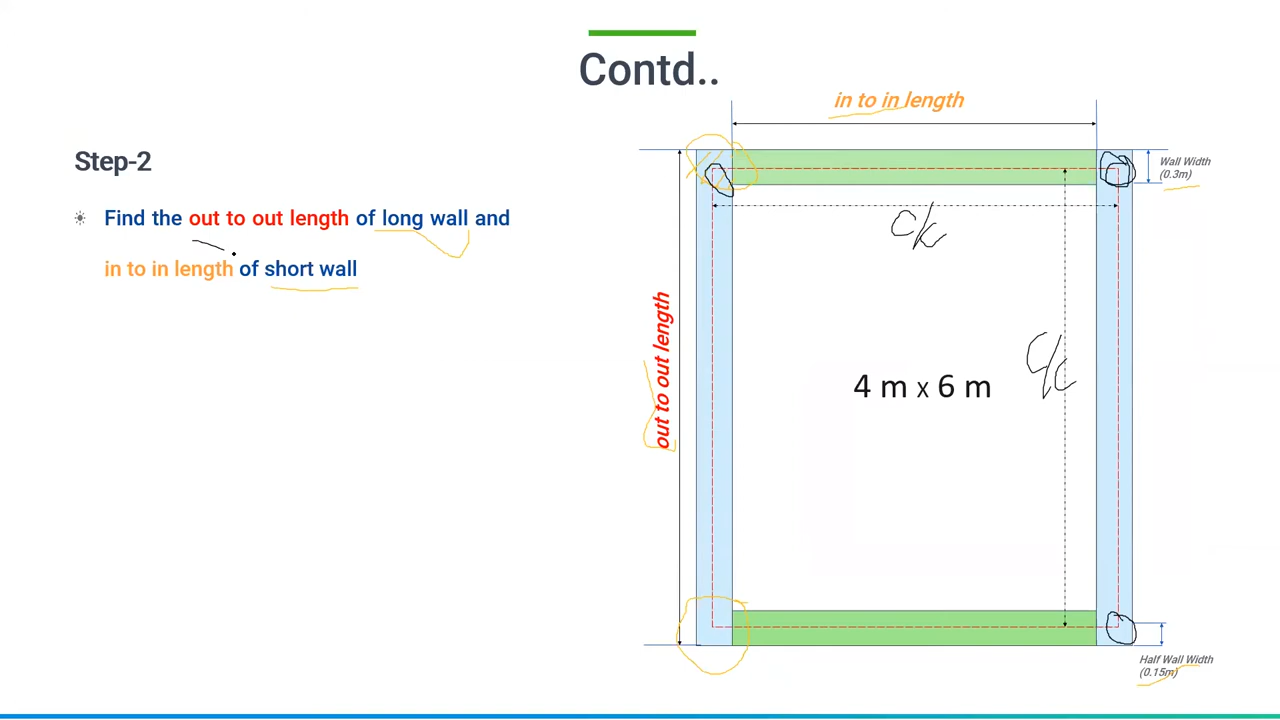 Contd..
in to in length
Step-2
Wall Width
(0.3m)
Find the out to out length of long wall and
in to in length of short wall
c/c
out to out length
c/c
4 m x 6 m
Half Wall Width
(0.15m)